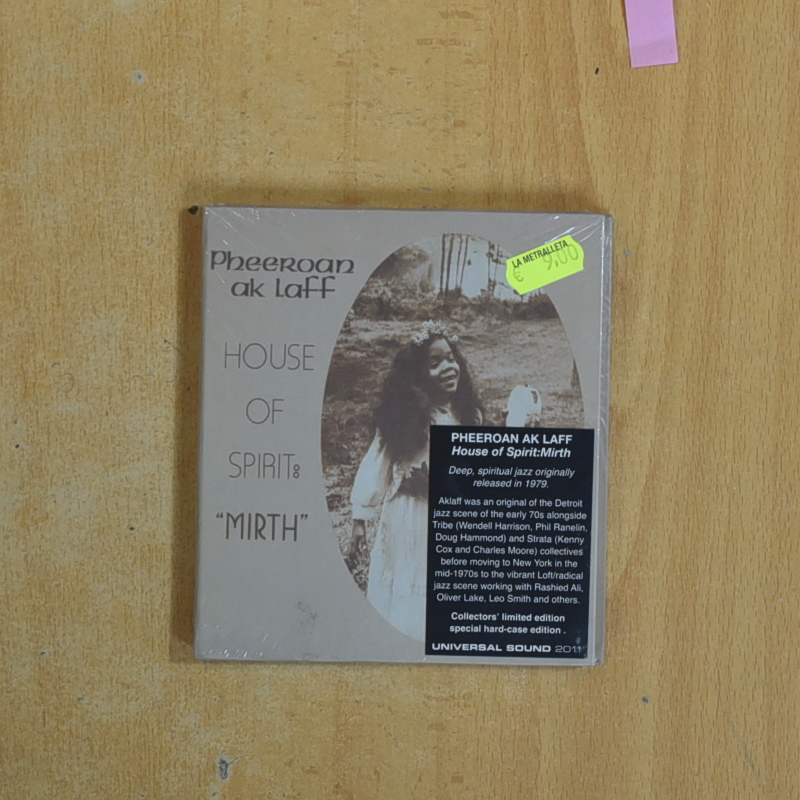 Pheeroan
ak Laff
HOUSE
OF
SPIRIT:
"MIRTH"
LA METRALLETA
€ 9,00
PHEEROAN AK LAFF
House of Spirit:Mirth
Deep, spiritual jazz originally
released in 1979.
Aklaff was an original of the Detroit
jazz scene of the early 70s alongside
Tribe (Wendell Harrison, Phil Ranelin,
Doug Hammond) and Strata (Kenny
Cox and Charles Moore) collectives
before moving to New York in the
mid-1970s to the vibrant Loft/radical
jazz scene working with Rashied Ali,
Oliver Lake, Leo Smith and others.
Collectors' limited edition
special hard-case edition .
UNIVERSAL SOUND 2011